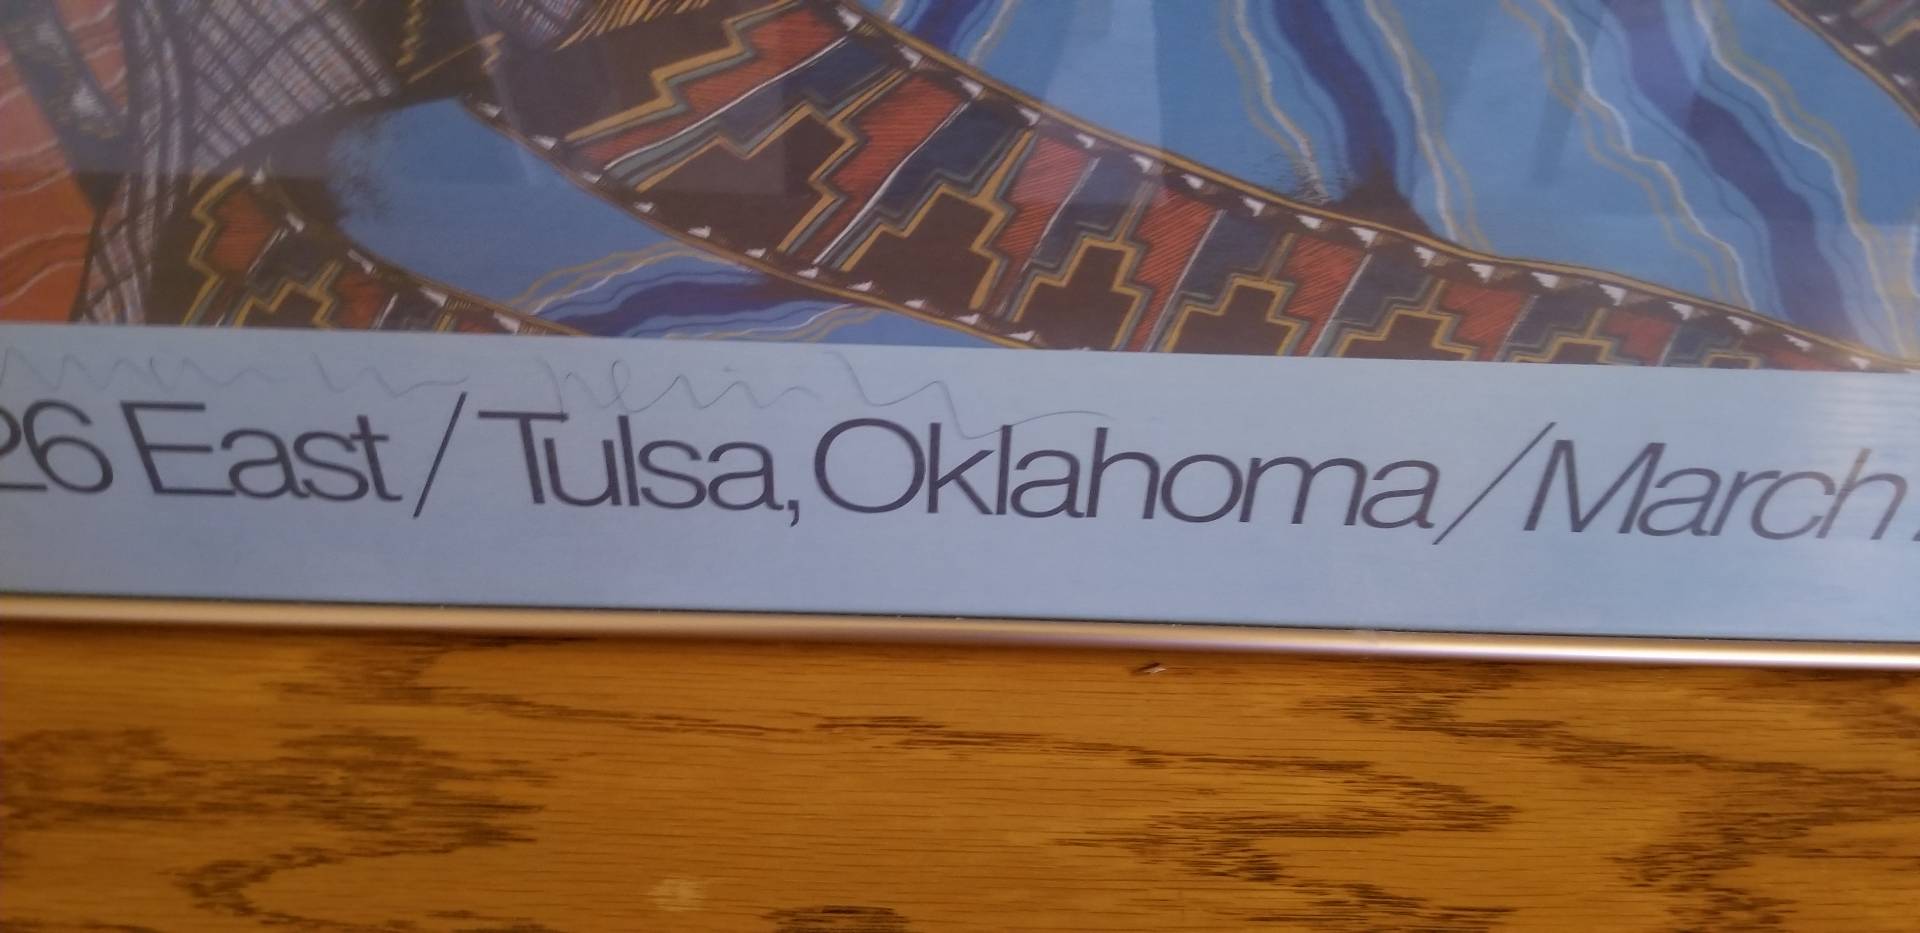 26 East / Tulsa, Oklahoma / March